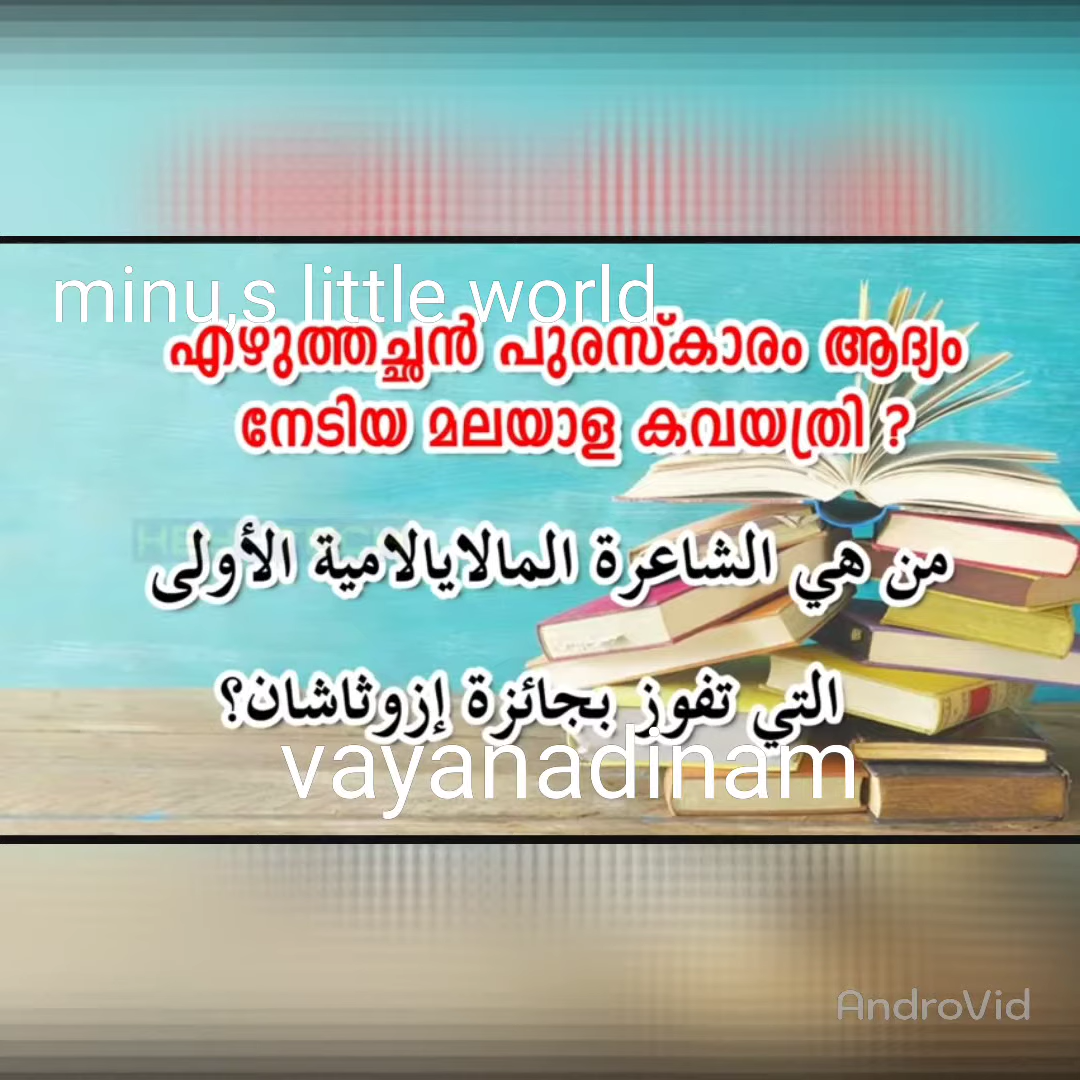 minu,s little world
എഴുത്തച്ഛൻ പുരസ്കാരം ആദ്യം
നേടിയ മലയാള കവയത്രി ?
من هي الشاعرة المالايالامية الأولى
التي تفوز بجائزة إزوثاشان؟
vayanadinam
AndroVid